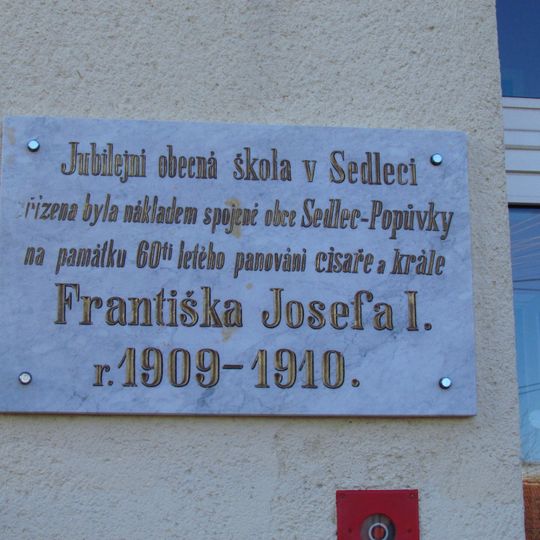 Jubilejní obecná škola v Sedleci
zřízena byla nákladem spojené obce Sedlec-Popůvky
na památku 60ti letého panování císaře a krále
Františka Josefa I.
r. 1909-1910.